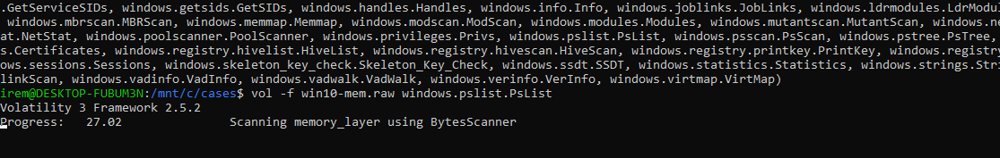 .GetServiceSIDs, windows.getsids.GetSIDs, windows.handles.Handles, windows.info.Info, windows.joblinks.JobLinks, windows.ldrmodules.LdrModul
 windows.mbrscan.MBRScan, windows.memmap.Memmap, windows.modscan.ModScan, windows.modules.Modules, windows.mutantscan.MutantScan, windows.ne
at.NetStat, windows.poolscanner.PoolScanner, windows.privileges.Privs, windows.pslist.PsList, windows.psscan.PsScan, windows.pstree.PsTree,
s.Certificates, windows.registry.hivelist.HiveList, windows.registry.hivescan.HiveScan, windows.registry.printkey.PrintKey, windows.registry
ows.sessions.Sessions, windows.skeleton_key_check.Skeleton_Key_Check, windows.ssdt.SSDT, windows.statistics.Statistics, windows.strings.Stri
linkScan, windows.vadinfo.VadInfo, windows.vadwalk.VadWalk, windows.verinfo.VerInfo, windows.virtmap.VirtMap)
irem@DESKTOP-FUBUM3N:/mnt/c/cases$ vol -f win10-mem.raw windows.pslist.PsList
Volatility 3 Framework 2.5.2
Progress:   27.02               Scanning memory_layer using BytesScanner